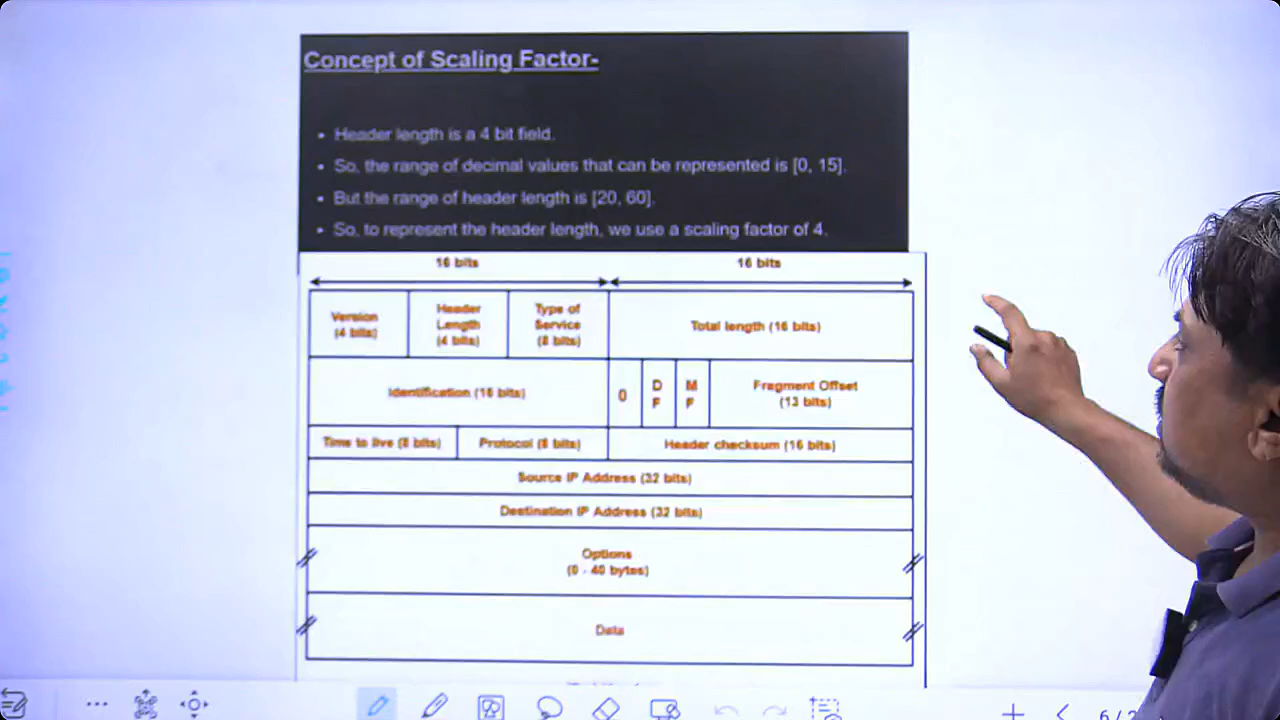 Concept of Scaling Factor-
• Header length is a 4 bit field.
• So, the range of decimal values that can be represented is [0, 15].
• But the range of header length is [20, 60].
• So, to represent the header length, we use a scaling factor of 4.
16 bits
16 bits
Version
(4 bits)
Header
Length
(4 bits)
Type of
Service
(8 bits)
Total length (16 bits)
Identification (16 bits)
0
D
F
M
F
Fragment Offset
(13 bits)
Time to live (8 bits)
Protocol (8 bits)
Header checksum (16 bits)
Source IP Address (32 bits)
Destination IP Address (32 bits)
Options
(0 - 40 bytes)
Data